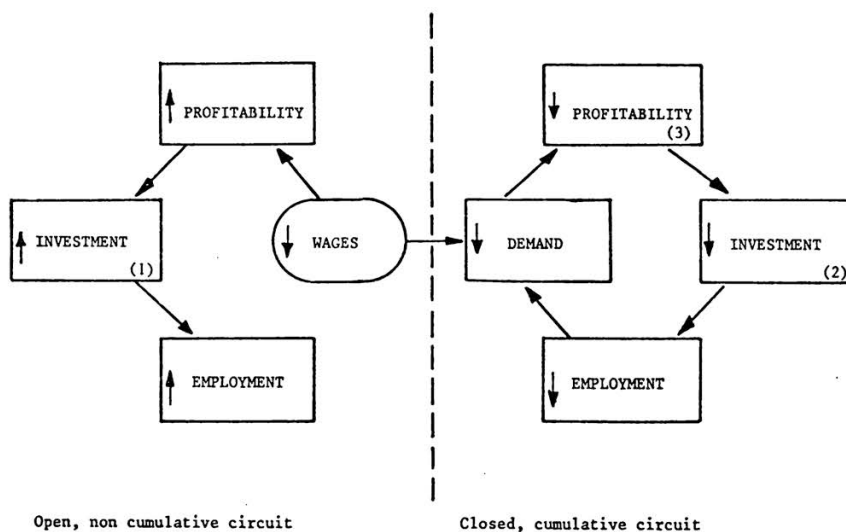 PROFITABILITY
INVESTMENT
(1)
WAGES
EMPLOYMENT
Open, non cumulative circuit
PROFITABILITY
(3)
DEMAND
INVESTMENT
(2)
EMPLOYMENT
Closed, cumulative circuit